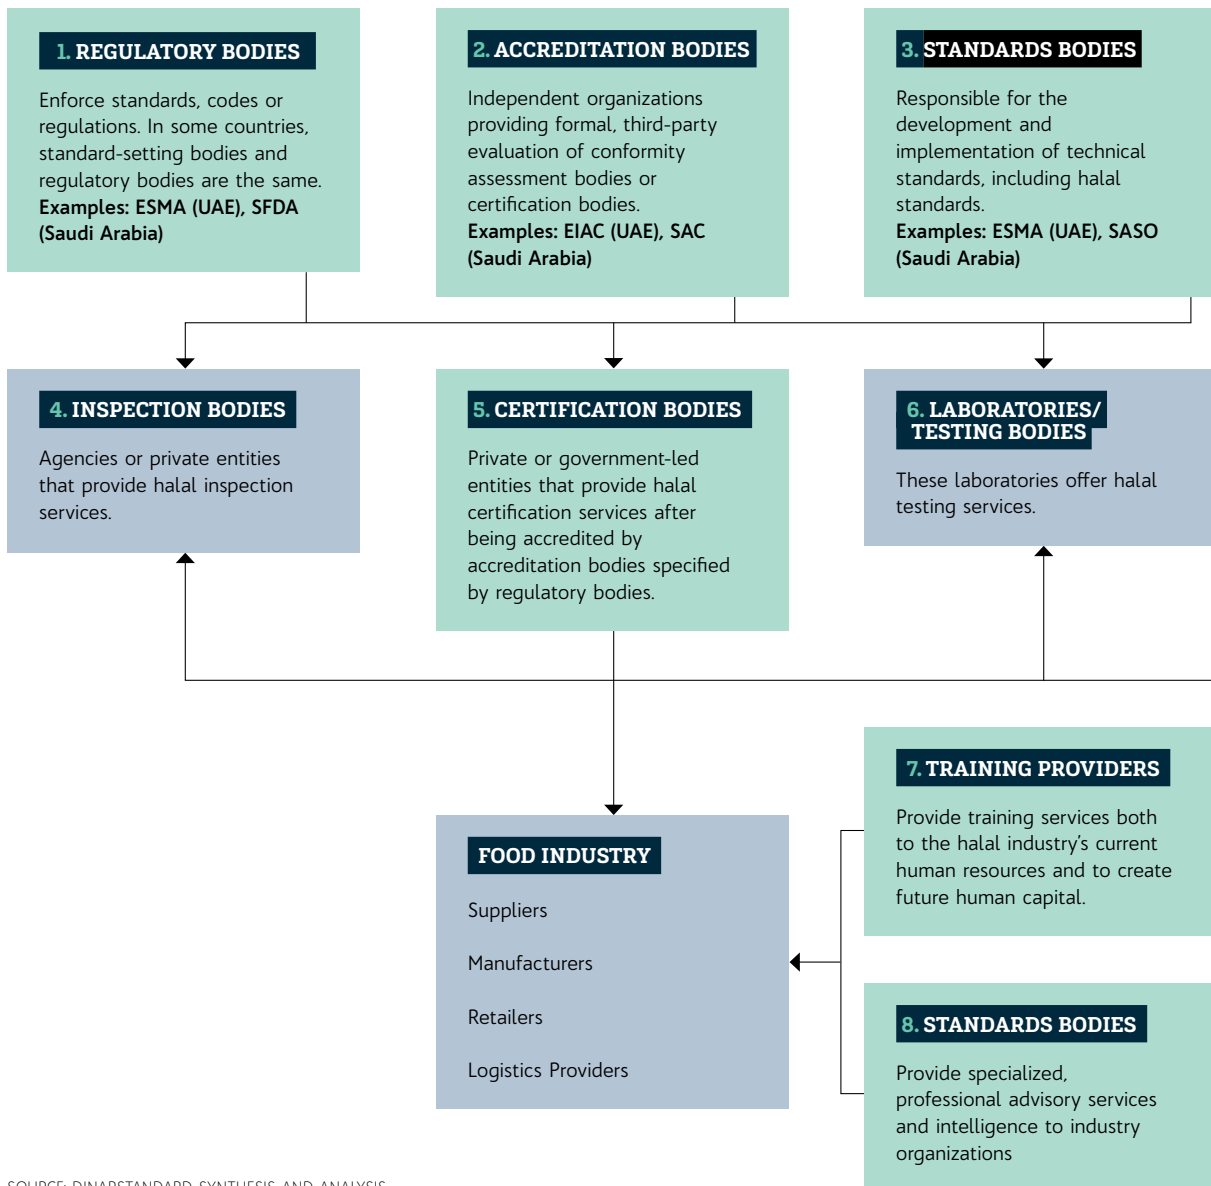 1. REGULATORY BODIES
Enforce standards, codes or
regulations. In some countries,
standard-setting bodies and
regulatory bodies are the same.
Examples: ESMA (UAE), SFDA
(Saudi Arabia)
2. ACCREDITATION BODIES
Independent organizations
providing formal, third-party
evaluation of conformity
assessment bodies or
certification bodies.
Examples: EIAC (UAE), SAC
(Saudi Arabia)
3. STANDARDS BODIES
Responsible for the
development and
implementation of technical
standards, including halal
standards.
Examples: ESMA (UAE), SASO
(Saudi Arabia)
4. INSPECTION BODIES
Agencies or private entities
that provide halal inspection
services.
5. CERTIFICATION BODIES
Private or government-led
entities that provide halal
certification services after
being accredited by
accreditation bodies specified
by regulatory bodies.
6. LABORATORIES/
TESTING BODIES
These laboratories offer halal
testing services.
7. TRAINING PROVIDERS
Provide training services both
to the halal industry's current
human resources and to create
future human capital.
FOOD INDUSTRY
Suppliers
Manufacturers
Retailers
Logistics Providers
8. STANDARDS BODIES
Provide specialized,
professional advisory services
and intelligence to industry
organizations
SOURCE: DINARSTANDARD SYNTHESIS AND ANALYSIS